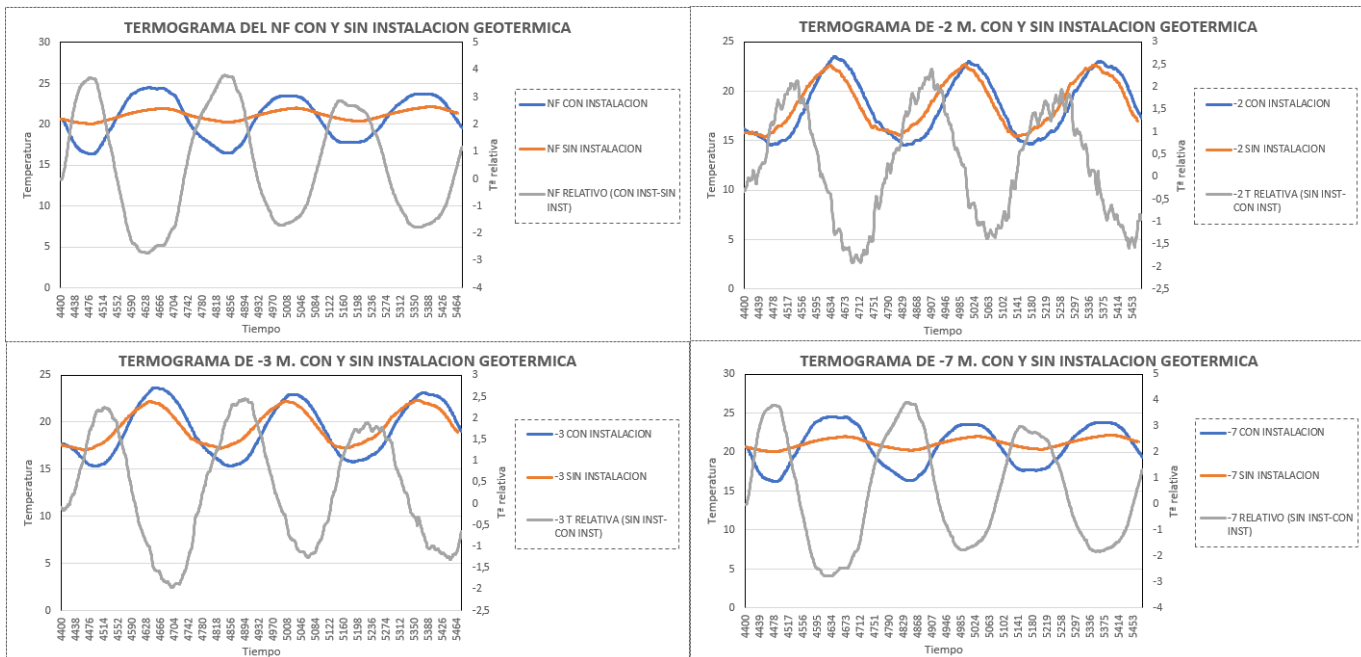 TERMOGRAMA DEL NF CON Y SIN INSTALACION GEOTERMICA
30
25
20
15
10
5
0
Temperatura
5
4
3
2
1
0
-1
-2
-3
-4
Tª relativa
4400 4438 4476 4514 4552 4590 4628 4666 4704 4742 4780 4818 4856 4894 4932 4970 5008 5046 5084 5122 5160 5198 5236 5274 5312 5350 5388 5426 5464
Tiempo
NF CON INSTALACION
NF SIN INSTALACION
NF RELATIVO (CON INST-SIN
INST)
TERMOGRAMA DE -2 M. CON Y SIN INSTALACION GEOTERMICA
25
20
15
10
5
0
Temperatura
3
2,5
2
1,5
1
0,5
0
-0,5
-1
-1,5
-2
-2,5
Tª relativa
4400 4439 4478 4517 4556 4595 4634 4673 4712 4751 4790 4829 4868 4907 4946 4985 5024 5063 5102 5141 5180 5219 5258 5297 5336 5375 5414 5453
Tiempo
-2 CON INSTALACION
-2 SIN INSTALACION
-2 T RELATIVA (SIN INST-
CON INST)
TERMOGRAMA DE -3 M. CON Y SIN INSTALACION GEOTERMICA
25
20
15
10
5
0
Temperatura
3
2,5
2
1,5
1
0,5
0
-0,5
-1
-1,5
-2
-2,5
Tª relativa
4400 4438 4476 4514 4552 4590 4628 4666 4704 4742 4780 4818 4856 4894 4932 4970 5008 5046 5084 5122 5160 5198 5236 5274 5312 5350 5388 5426 5464
Tiempo
-3 CON INSTALACION
-3 SIN INSTALACION
-3 T RELATIVA (SIN INST-
CON INST)
TERMOGRAMA DE -7 M. CON Y SIN INSTALACION GEOTERMICA
30
25
20
15
10
5
0
Temperatura
5
4
3
2
1
0
-1
-2
-3
-4
Tª relativa
4400 4439 4478 4517 4556 4595 4634 4673 4712 4751 4790 4829 4868 4907 4946 4985 5024 5063 5102 5141 5180 5219 5258 5297 5336 5375 5414 5453
Tiempo
-7 CON INSTALACION
-7 SIN INSTALACION
-7 RELATIVO (SIN INST-CON
INST)